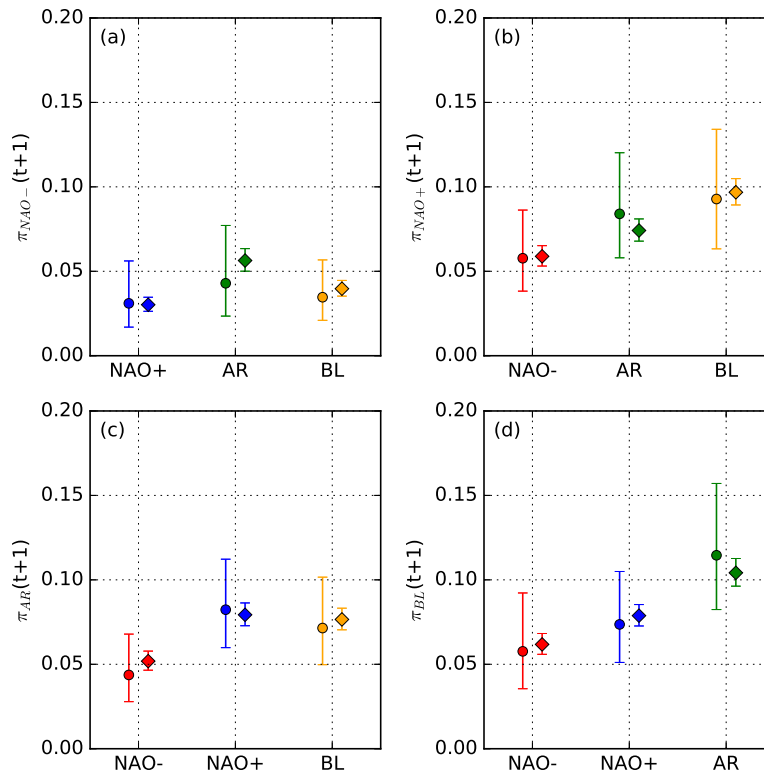 (a)
π_{NAO−}(t+1)
0.20
0.15
0.10
0.05
0.00
NAO+ AR BL
(b)
π_{NAO+}(t+1)
0.20
0.15
0.10
0.05
0.00
NAO- AR BL
(c)
π_{AR}(t+1)
0.20
0.15
0.10
0.05
0.00
NAO- NAO+ BL
(d)
π_{BL}(t+1)
0.20
0.15
0.10
0.05
0.00
NAO- NAO+ AR